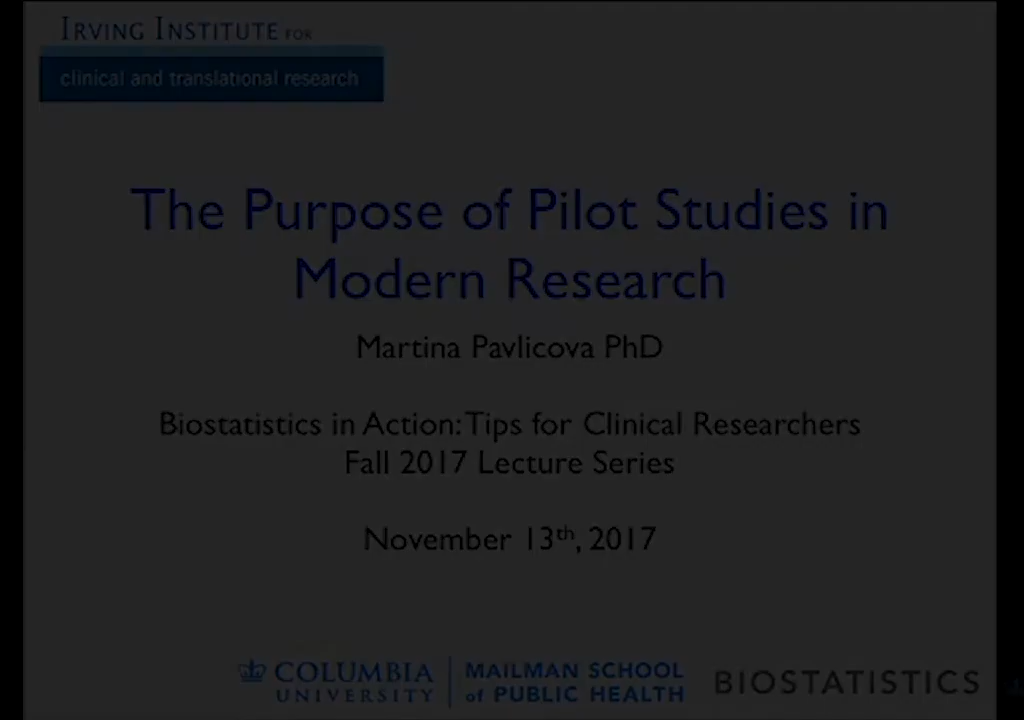 IRVING INSTITUTE FOR
clinical and translational research
The Purpose of Pilot Studies in
Modern Research
Martina Pavlicova PhD
Biostatistics in Action: Tips for Clinical Researchers
Fall 2017 Lecture Series
November 13th, 2017
COLUMBIA UNIVERSITY
MAILMAN SCHOOL of PUBLIC HEALTH
BIOSTATISTICS